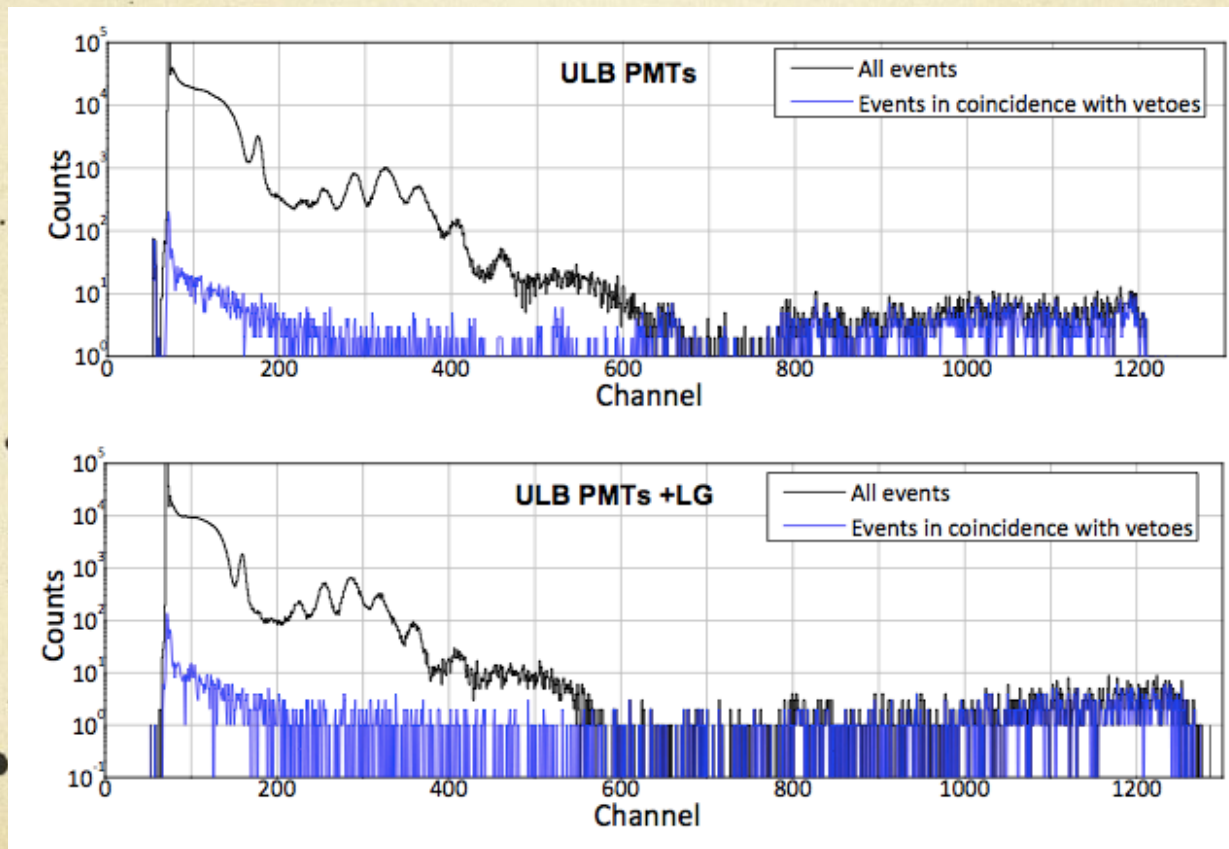 ULB PMTs
All events
Events in coincidence with vetoes
Counts
10^5
10^4
10^3
10^2
10^1
10^0
0 200 400 600 800 1000 1200
Channel
ULB PMTs +LG
All events
Events in coincidence with vetoes
Counts
10^5
10^4
10^3
10^2
10^1
10^0
10^-1
0 200 400 600 800 1000 1200
Channel